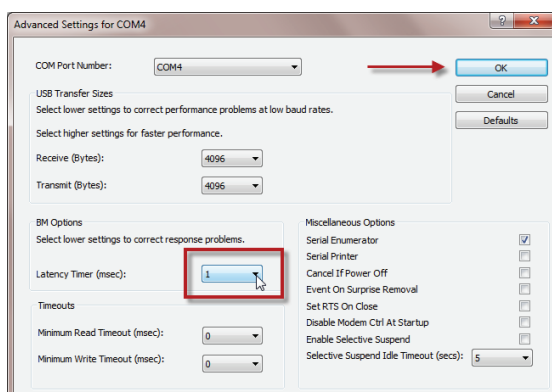 Advanced Settings for COM4
COM Port Number: COM4
OK
USB Transfer Sizes
Cancel
Select lower settings to correct performance problems at low baud rates.
Defaults
Select higher settings for faster performance.
Receive (Bytes): 4096
Transmit (Bytes): 4096
BM Options
Select lower settings to correct response problems.
Latency Timer (msec): 1
Timeouts
Minimum Read Timeout (msec): 0
Minimum Write Timeout (msec): 0
Miscellaneous Options
Serial Enumerator
Serial Printer
Cancel If Power Off
Event On Surprise Removal
Set RTS On Close
Disable Modem Ctrl At Startup
Enable Selective Suspend
Selective Suspend Idle Timeout (secs): 5